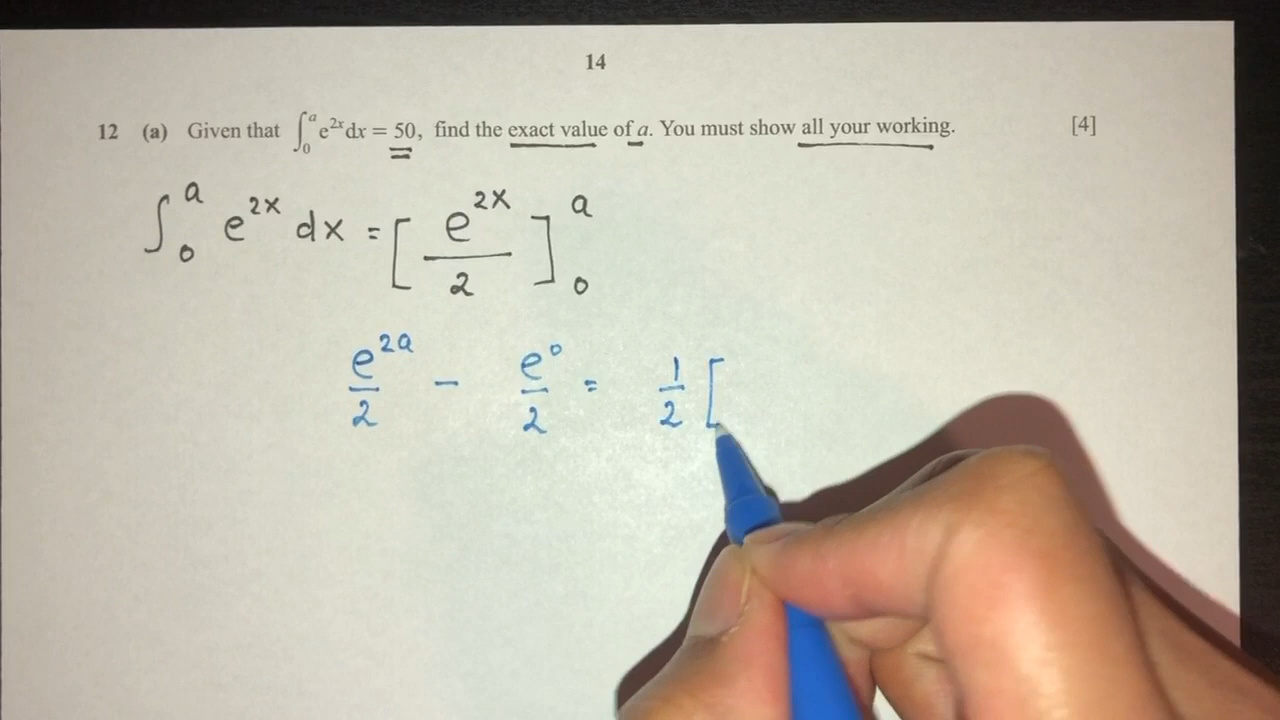 14
12 (a) Given that ∫₀ᵃ e²ˣ dx = 50, find the exact value of a. You must show all your working. [4]
∫₀ᵃ e²ˣ dx = [ e²ˣ / 2 ]₀ᵃ
e²ᵃ / 2 − e⁰ / 2 = 1 / 2 [